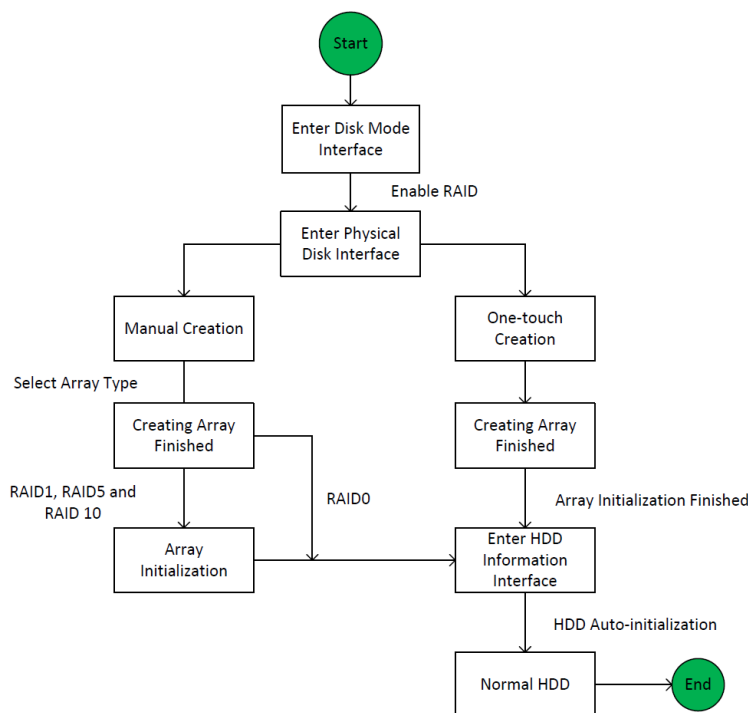 Start
Enter Disk Mode
Interface
Enable RAID
Enter Physical
Disk Interface
Manual Creation
One-touch
Creation
Select Array Type
Creating Array
Finished
Creating Array
Finished
RAID1, RAID5 and
RAID 10
RAID0
Array Initialization Finished
Array
Initialization
Enter HDD
Information
Interface
HDD Auto-initialization
Normal HDD
End